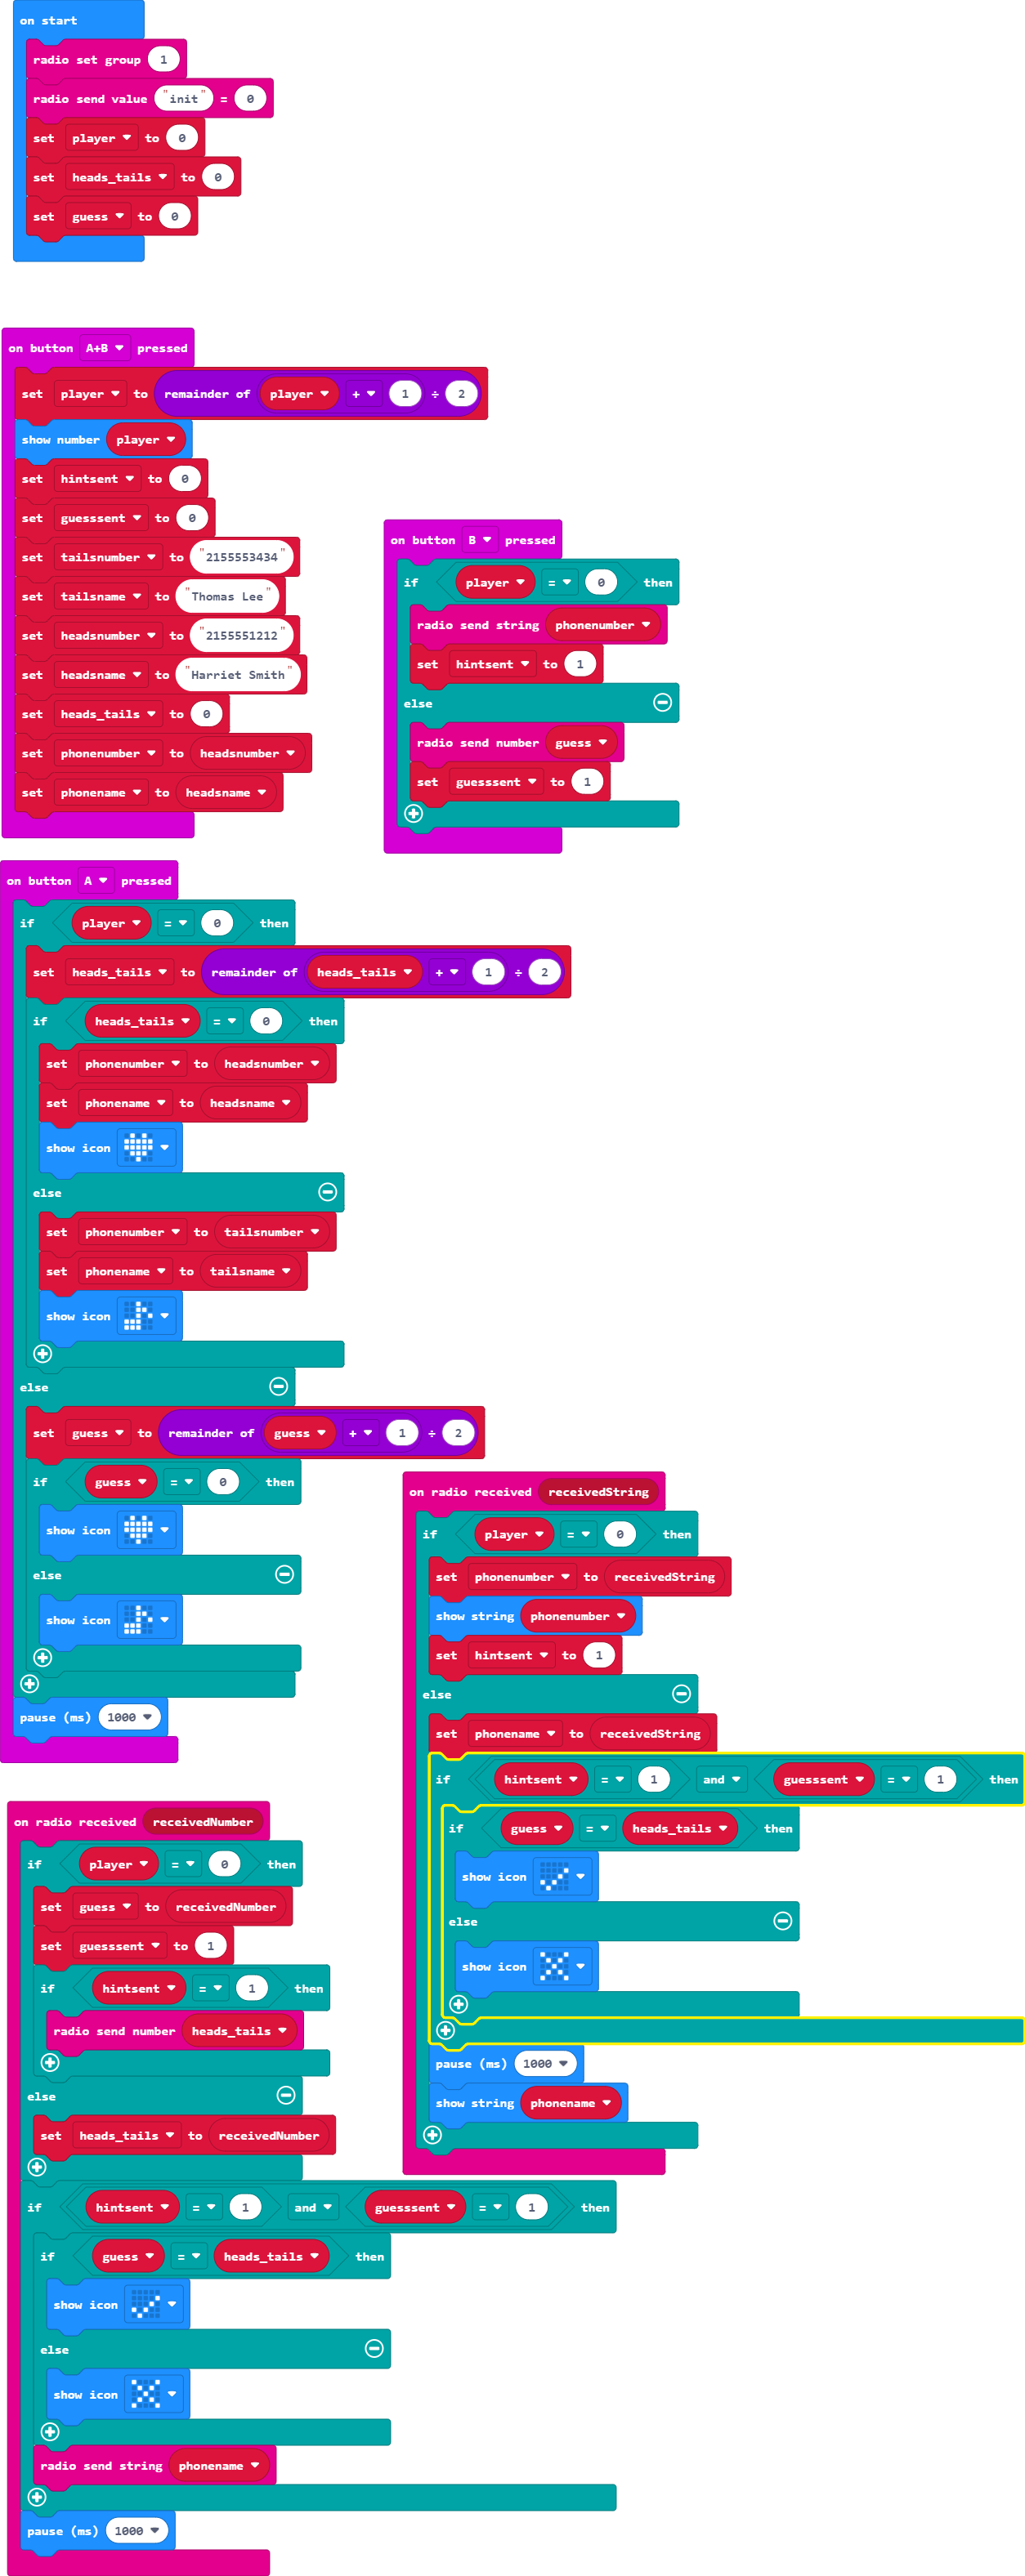 on start
radio set group 1
radio send value "init" = 0
set player to 0
set heads_tails to 0
set guess to 0
on button A+B pressed
set player to remainder of player + 1 ÷ 2
show number player
set hintsent to 0
set guesssent to 0
set tailsnumber to "2155553434"
set tailsname to "Thomas Lee"
set headsnumber to "2155551212"
set headsname to "Harriet Smith"
set heads_tails to 0
set phonenumber to headsnumber
set phonename to headsname
on button B pressed
if player = 0 then
radio send string phonenumber
set hintsent to 1
else
radio send number guess
set guesssent to 1
on button A pressed
if player = 0 then
set heads_tails to remainder of heads_tails + 1 ÷ 2
if heads_tails = 0 then
set phonenumber to headsnumber
set phonename to headsname
show icon
else
set phonenumber to tailsnumber
set phonename to tailsname
show icon
else
set guess to remainder of guess + 1 ÷ 2
if guess = 0 then
show icon
else
show icon
pause (ms) 1000
on radio received receivedString
if player = 0 then
set phonenumber to receivedString
show string phonenumber
set hintsent to 1
else
set phonename to receivedString
if hintsent = 1 and guesssent = 1 then
if guess = heads_tails then
show icon
else
show icon
pause (ms) 1000
show string phonename
on radio received receivedNumber
if player = 0 then
set guess to receivedNumber
set guesssent to 1
if hintsent = 1 then
radio send number heads_tails
else
set heads_tails to receivedNumber
if hintsent = 1 and guesssent = 1 then
if guess = heads_tails then
show icon
else
show icon
radio send string phonename
pause (ms) 1000